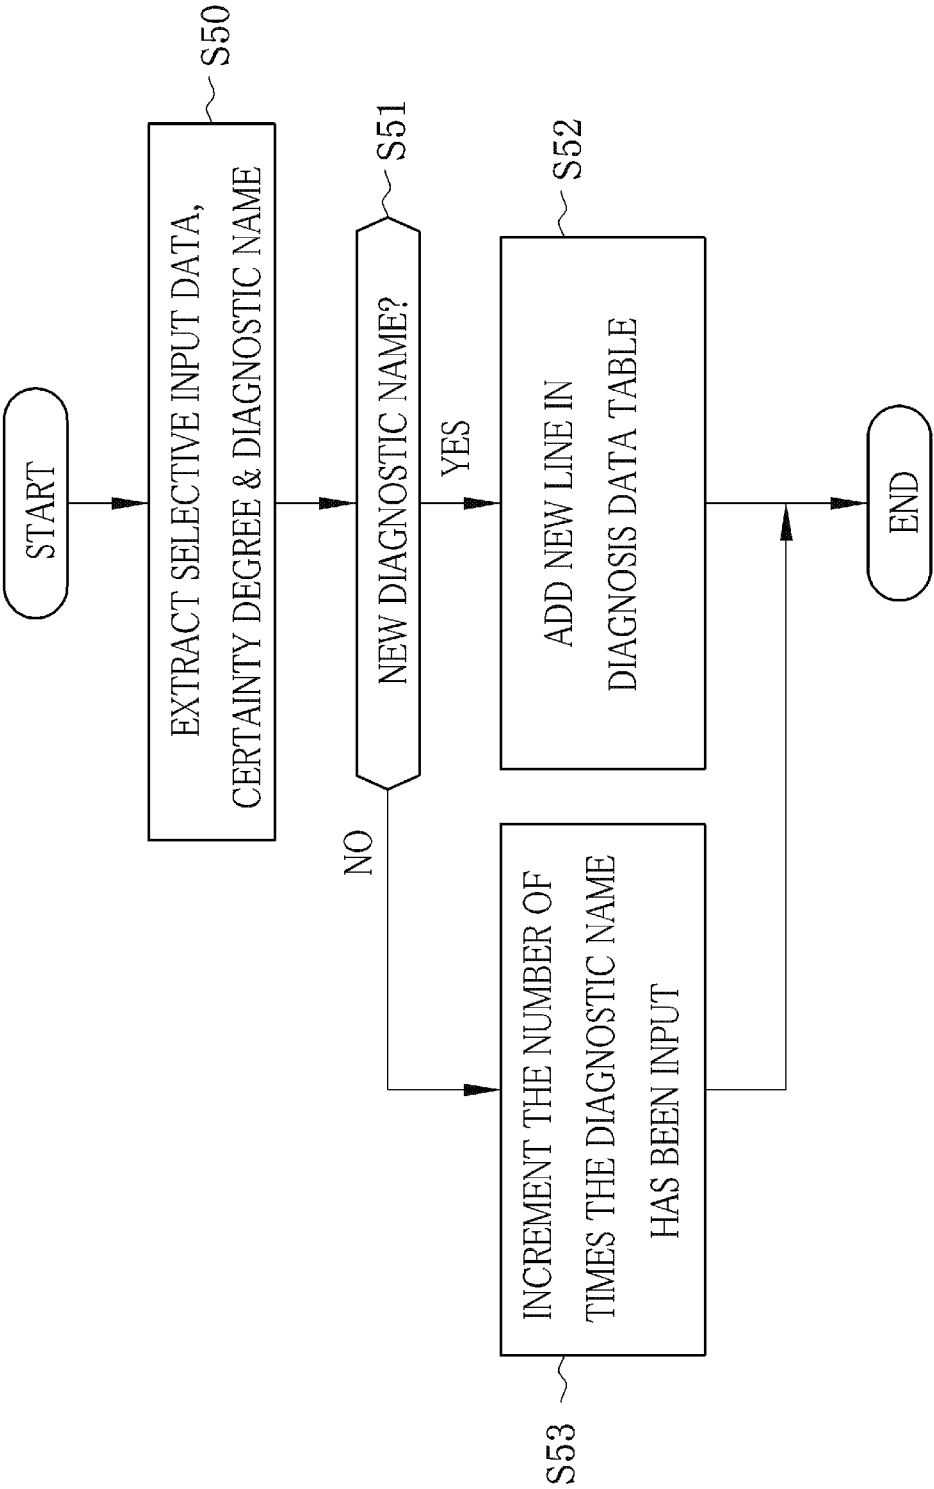 START
EXTRACT SELECTIVE INPUT DATA,
CERTAINTY DEGREE & DIAGNOSTIC NAME
S50
NEW DIAGNOSTIC NAME?
S51
NO
YES
ADD NEW LINE IN
DIAGNOSIS DATA TABLE
S52
INCREMENT THE NUMBER OF
TIMES THE DIAGNOSTIC NAME
HAS BEEN INPUT
S53
END